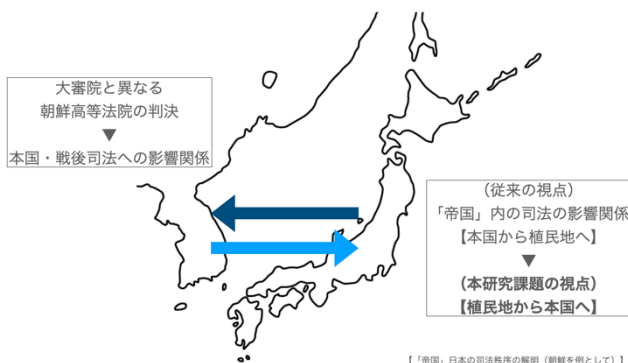 大審院と異なる
朝鮮高等法院の判決
▼
本国・戦後司法への影響関係
（従来の視点）
「帝国」内の司法の影響関係
【本国から植民地へ】
▼
（本研究課題の視点）
【植民地から本国へ】
【「帝国」日本の司法秩序の解明（朝鮮を例として）】